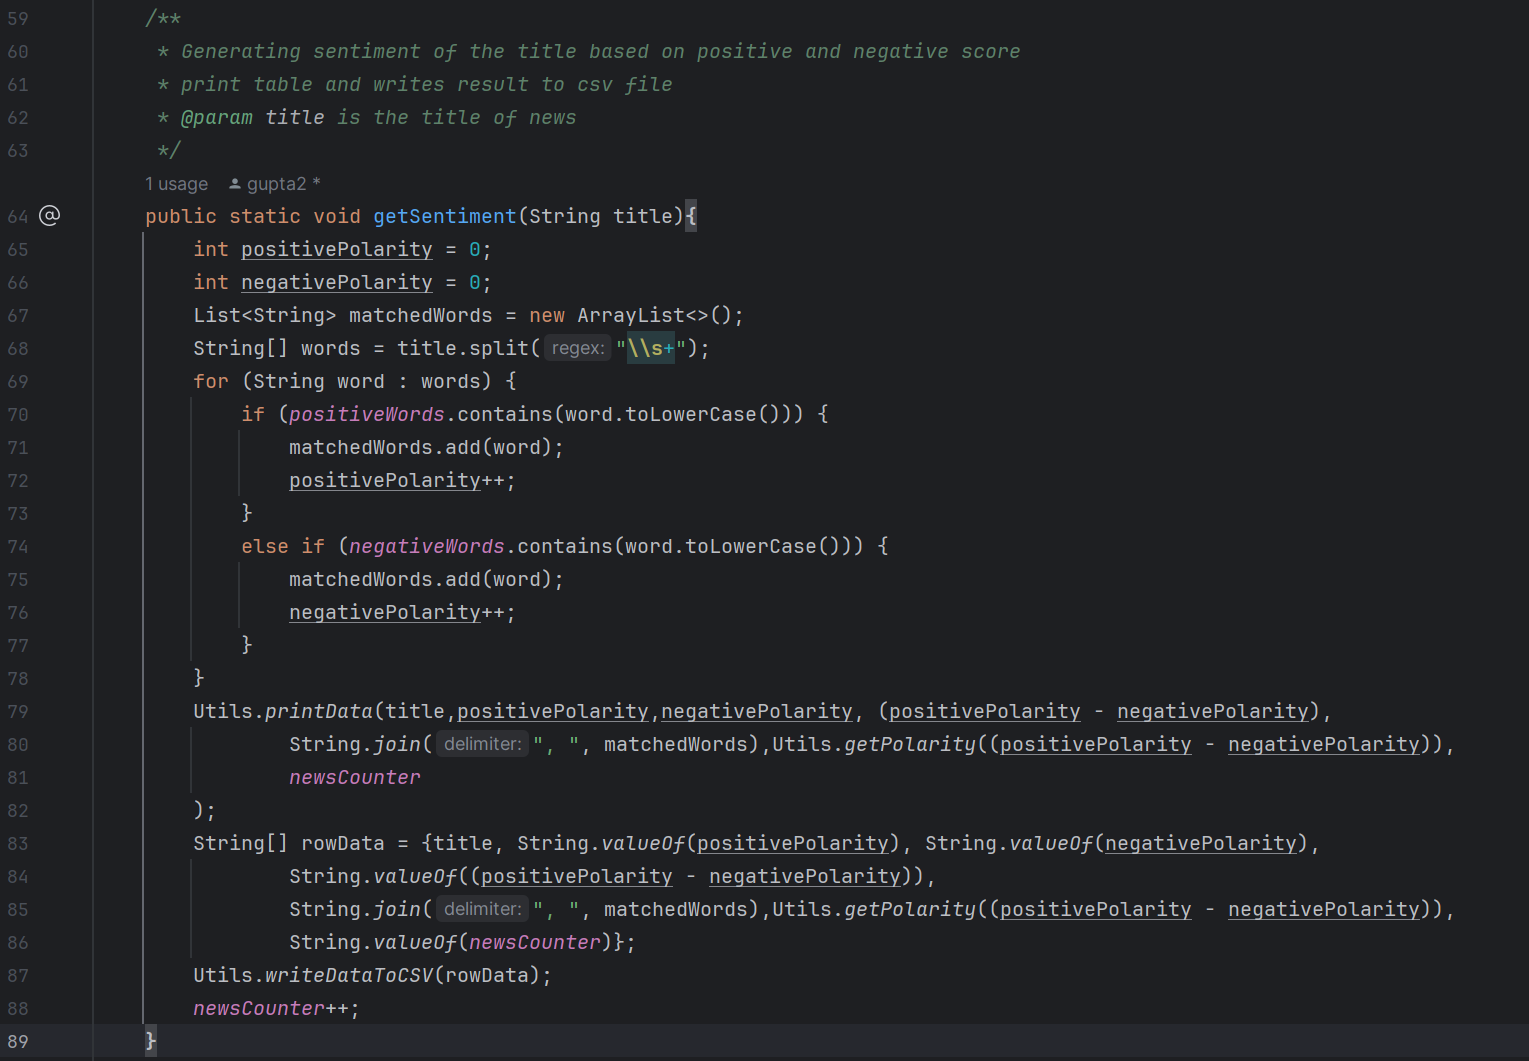 59 /**
60 * Generating sentiment of the title based on positive and negative score
61 * print table and writes result to csv file
62 * @param title is the title of news
63 */
1 usage gupta2 *
64 @ public static void getSentiment(String title){
65 int positivePolarity = 0;
66 int negativePolarity = 0;
67 List<String> matchedWords = new ArrayList<>();
68 String[] words = title.split( regex: "\\s+");
69 for (String word : words) {
70 if (positiveWords.contains(word.toLowerCase())) {
71 matchedWords.add(word);
72 positivePolarity++;
73 }
74 else if (negativeWords.contains(word.toLowerCase())) {
75 matchedWords.add(word);
76 negativePolarity++;
77 }
78 }
79 Utils.printData(title,positivePolarity,negativePolarity, (positivePolarity - negativePolarity),
80 String.join( delimiter: ", ", matchedWords),Utils.getPolarity((positivePolarity - negativePolarity)),
81 newsCounter
82 );
83 String[] rowData = {title, String.valueOf(positivePolarity), String.valueOf(negativePolarity),
84 String.valueOf((positivePolarity - negativePolarity)),
85 String.join( delimiter: ", ", matchedWords),Utils.getPolarity((positivePolarity - negativePolarity)),
86 String.valueOf(newsCounter)};
87 Utils.writeDataToCSV(rowData);
88 newsCounter++;
89 }